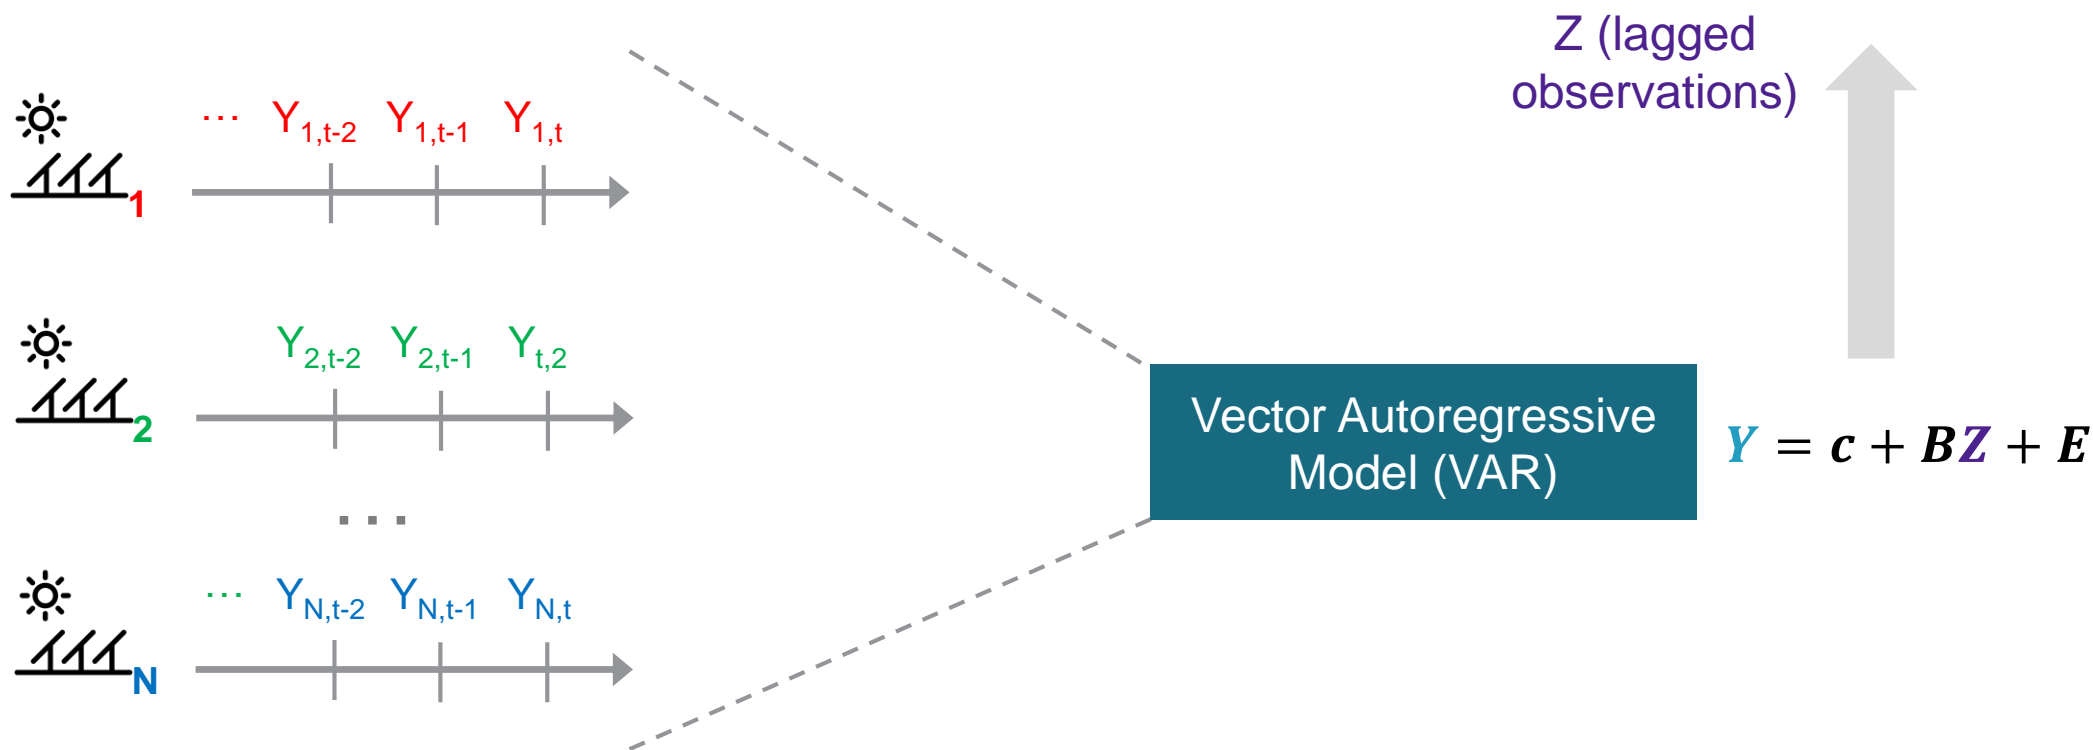 Z (lagged
observations)
... Y1,t-2 Y1,t-1 Y1,t
1
Y2,t-2 Y2,t-1 Yt,2
2
Vector Autoregressive
Model (VAR)
Y = c + BZ + E
...
... YN,t-2 YN,t-1 YN,t
N